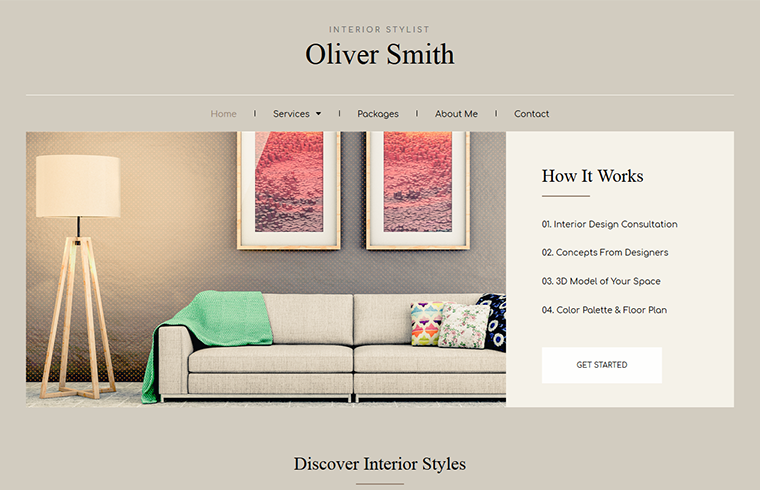 INTERIOR STYLIST
Oliver Smith
Home | Services | Packages | About Me | Contact
How It Works
01. Interior Design Consultation
02. Concepts From Designers
03. 3D Model of Your Space
04. Color Palette & Floor Plan
GET STARTED
Discover Interior Styles